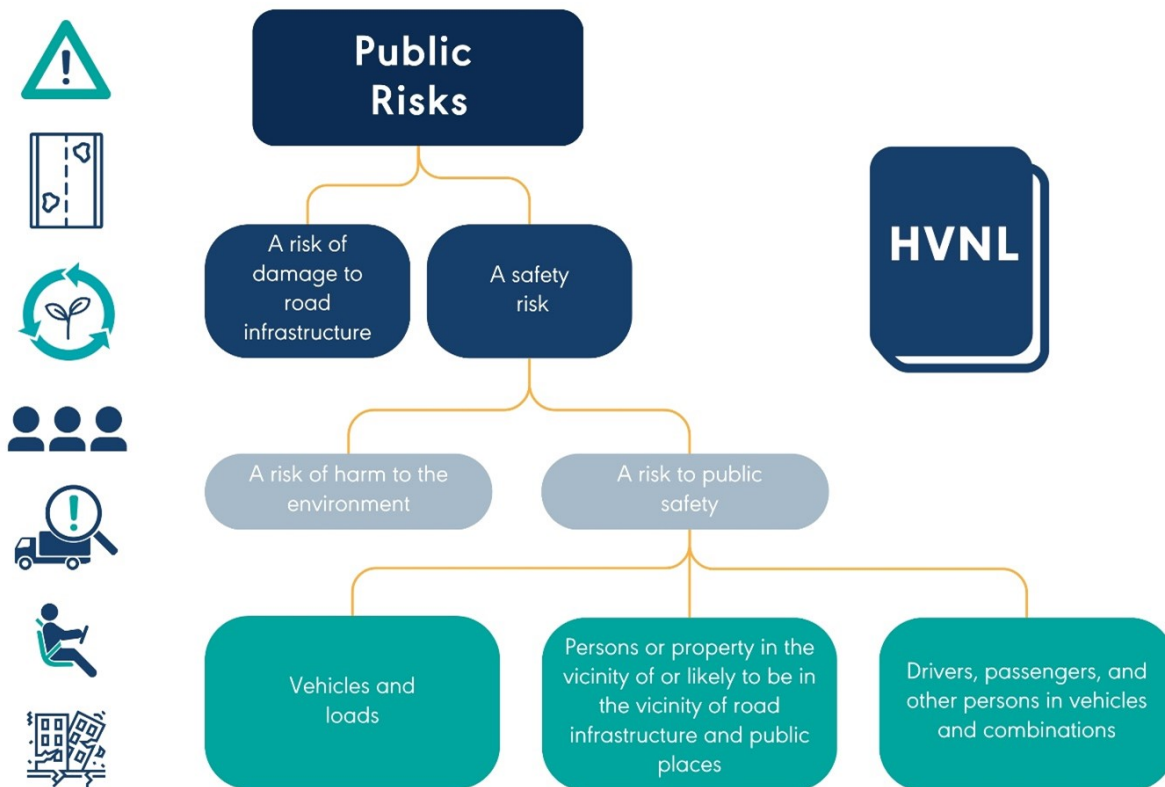 Public
Risks
HVNL
A risk of
damage to
road
infrastructure
A safety
risk
A risk of harm to the
environment
A risk to public
safety
Vehicles and
loads
Persons or property in the
vicinity of or likely to be in
the vicinity of road
infrastructure and public
places
Drivers, passengers, and
other persons in vehicles
and combinations